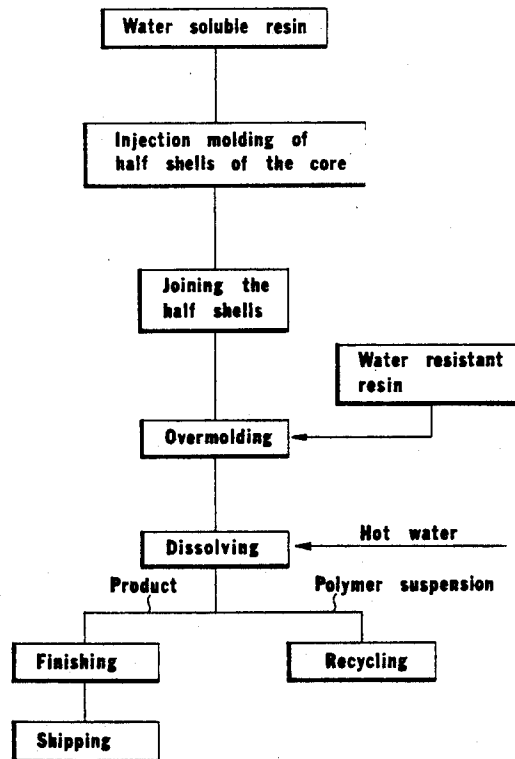 Water soluble resin
Injection molding of
half shells of the core
Joining the
half shells
Water resistant
resin
Overmolding
Hot water
Dissolving
Product
Polymer suspension
Finishing
Recycling
Shipping